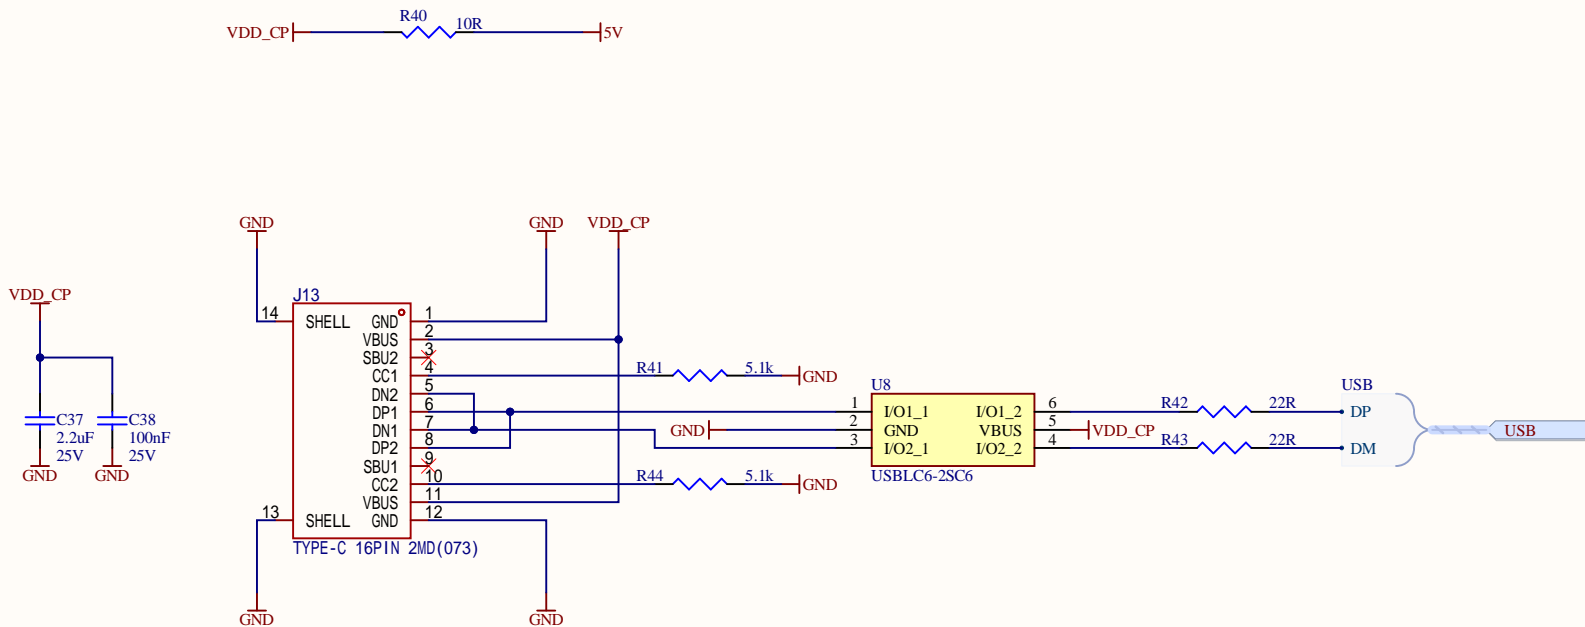 R40
VDD_CP 10R 5V
GND GND VDD_CP
VDD_CP
J13
14 SHELL GND 1
VBUS 2
SBU2 3
CC1 4 R41 5.1k GND
DN2 5
DP1 6
DN1 7
DP2 8
SBU1 9
CC2 10 R44 5.1k GND
VBUS 11
13 SHELL GND 12
TYPE-C 16PIN 2MD(073)
GND GND
C37
2.2uF
25V
GND
C38
100nF
25V
GND
U8
1 I/O1_1 I/O1_2 6
GND 2 GND VBUS 5 VDD_CP
3 I/O2_1 I/O2_2 4
USBLC6-2SC6
R42 22R
R43 22R
USB
DP
DM
USB